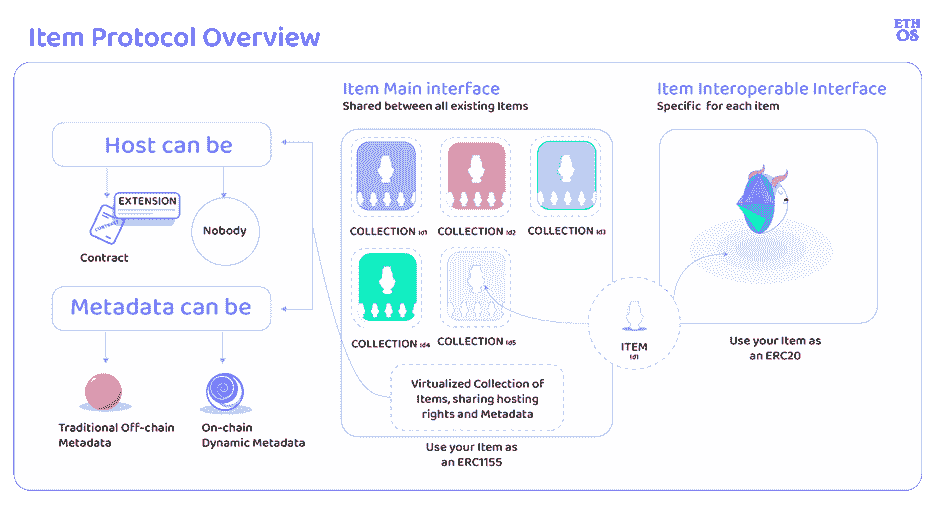 Item Protocol Overview
ETH
OS
Host can be
EXTENSION
CONTRACT
Contract
Nobody
Metadata can be
Traditional Off-chain
Metadata
On-chain
Dynamic Metadata
Item Main interface
Shared between all existing Items
COLLECTION id1
COLLECTION id2
COLLECTION id3
COLLECTION id4
COLLECTION id5
Virtualized Collection of
Items, sharing hosting
rights and Metadata
Use your Item as
an ERC1155
ITEM
id1
Item Interoperable Interface
Specific for each item
Use your Item as
an ERC20